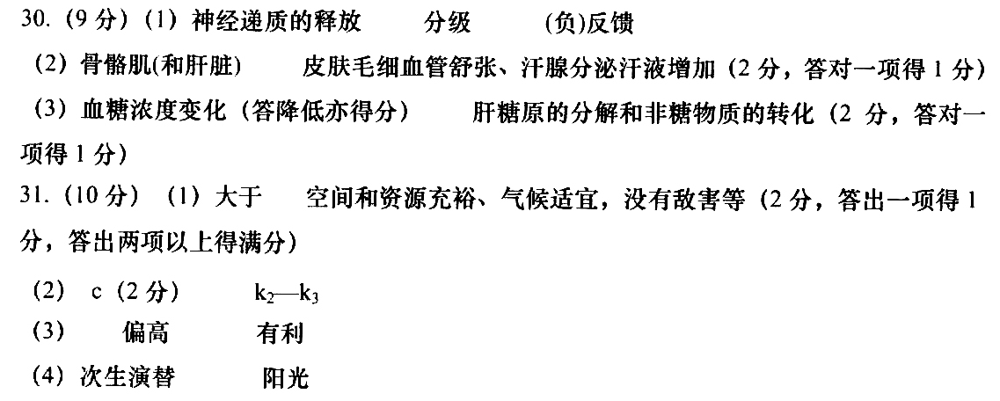 30.（9 分）（1）神经递质的释放 分级 (负)反馈
（2）骨骼肌(和肝脏) 皮肤毛细血管舒张、汗腺分泌汗液增加（2 分，答对一项得 1 分）
（3）血糖浓度变化（答降低亦得分） 肝糖原的分解和非糖物质的转化（2 分，答对一
项得 1 分）
31.（10 分）（1）大于 空间和资源充裕、气候适宜，没有敌害等（2 分，答出一项得 1
分，答出两项以上得满分）
（2） c（2 分） k₂—k₃
（3） 偏高 有利
（4）次生演替 阳光